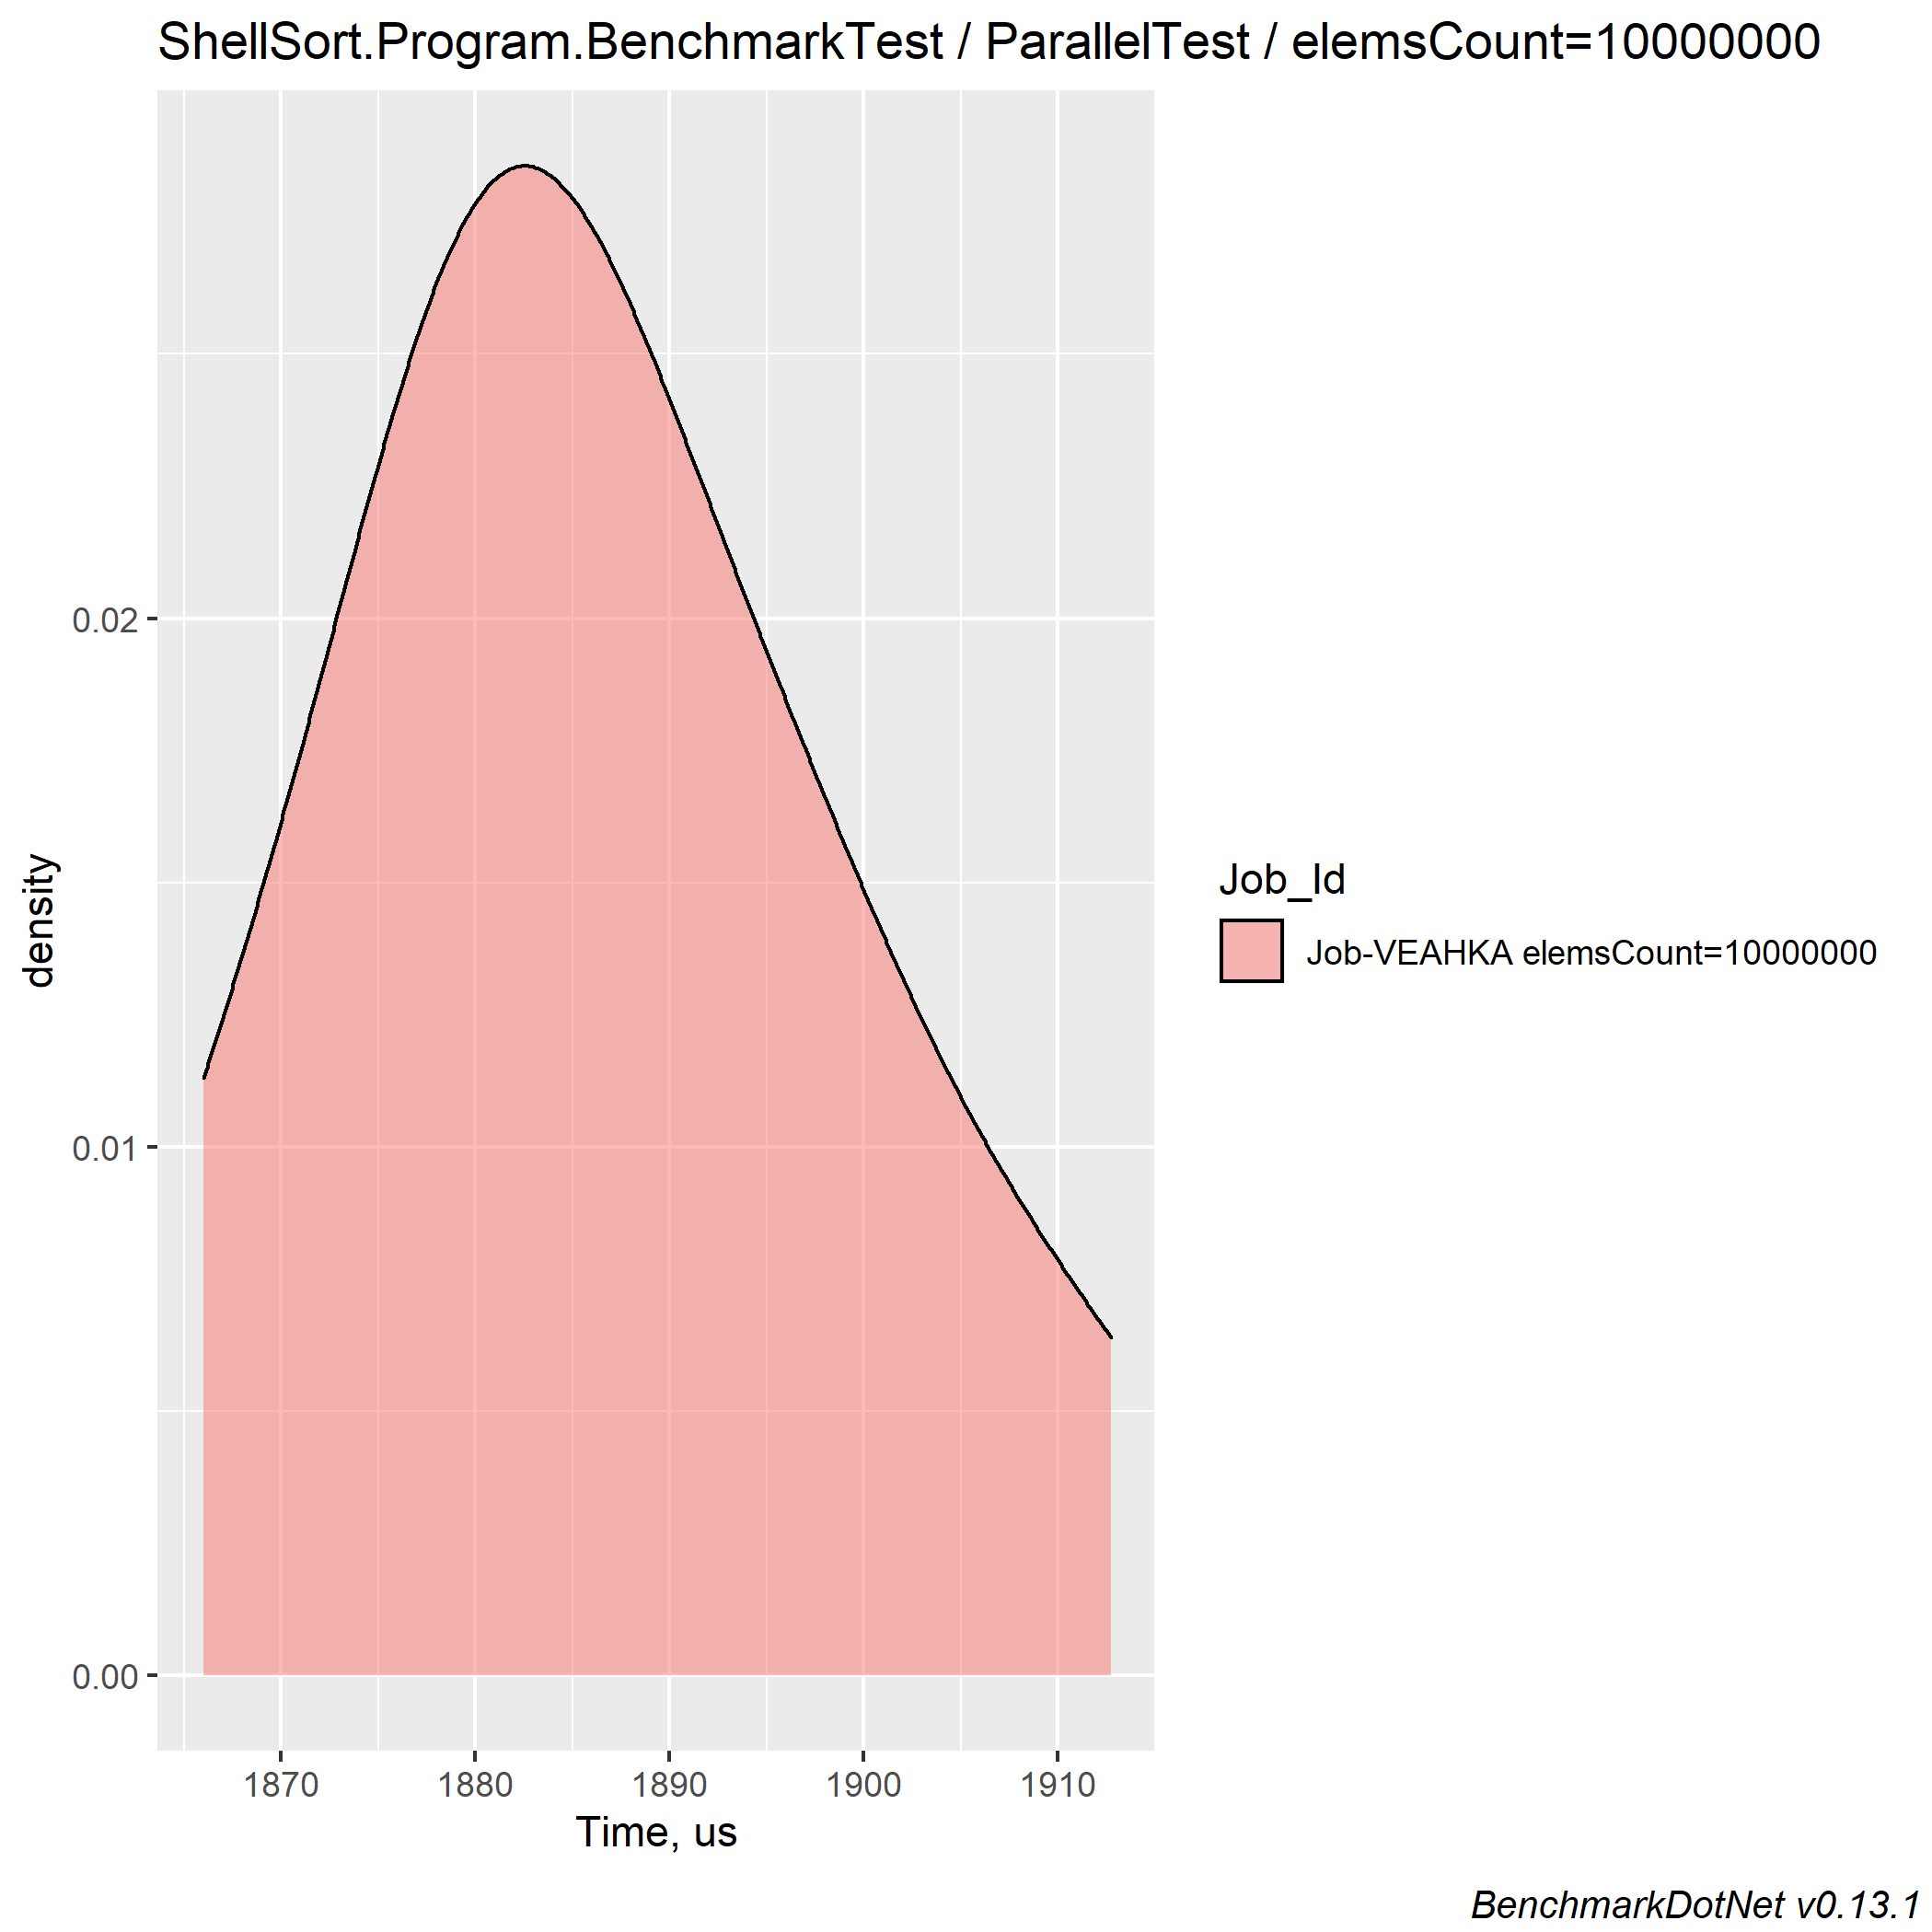 ShellSort.Program.BenchmarkTest / ParallelTest / elemsCount=10000000
density
0.02
0.01
0.00
1870 1880 1890 1900 1910
Time, us
Job_Id
Job-VEAHKA elemsCount=10000000
BenchmarkDotNet v0.13.1